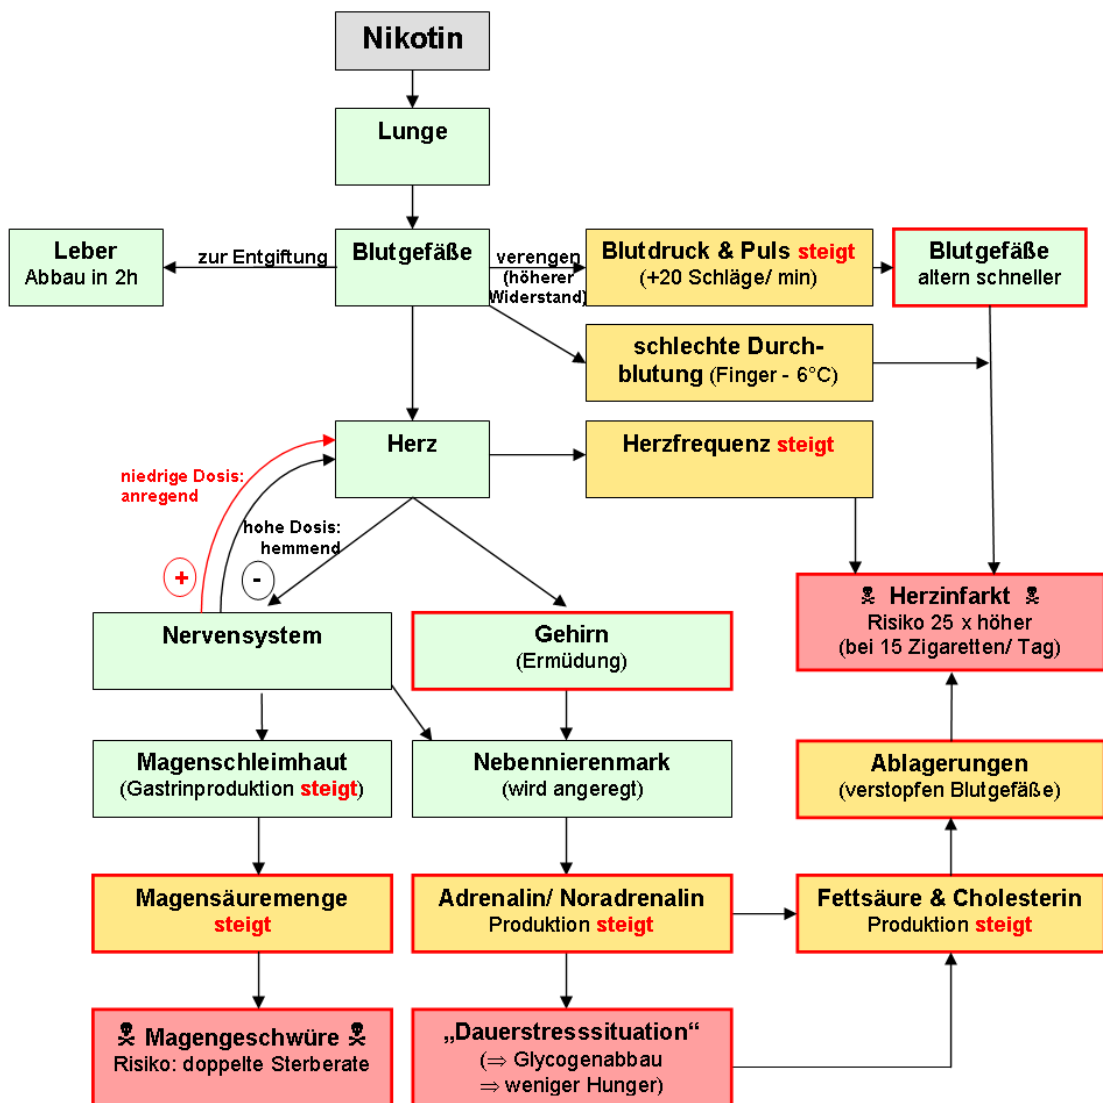 Nikotin
Lunge
Leber
Abbau in 2h
zur Entgiftung
Blutgefäße
verengen
(höherer
Widerstand)
Blutdruck & Puls steigt
(+20 Schläge/ min)
Blutgefäße
altern schneller
schlechte Durch-
blutung (Finger - 6°C)
Herz
Herzfrequenz steigt
niedrige Dosis:
anregend
hohe Dosis:
hemmend
+
-
Nervensystem
Gehirn
(Ermüdung)
☠ Herzinfarkt ☠
Risiko 25 x höher
(bei 15 Zigaretten/ Tag)
Magenschleimhaut
(Gastrinproduktion steigt)
Nebennierenmark
(wird angeregt)
Ablagerungen
(verstopfen Blutgefäße)
Magensäuremenge
steigt
Adrenalin/ Noradrenalin
Produktion steigt
Fettsäure & Cholesterin
Produktion steigt
☠ Magengeschwüre ☠
Risiko: doppelte Sterberate
„Dauerstresssituation“
(⇒ Glycogenabbau
⇒ weniger Hunger)